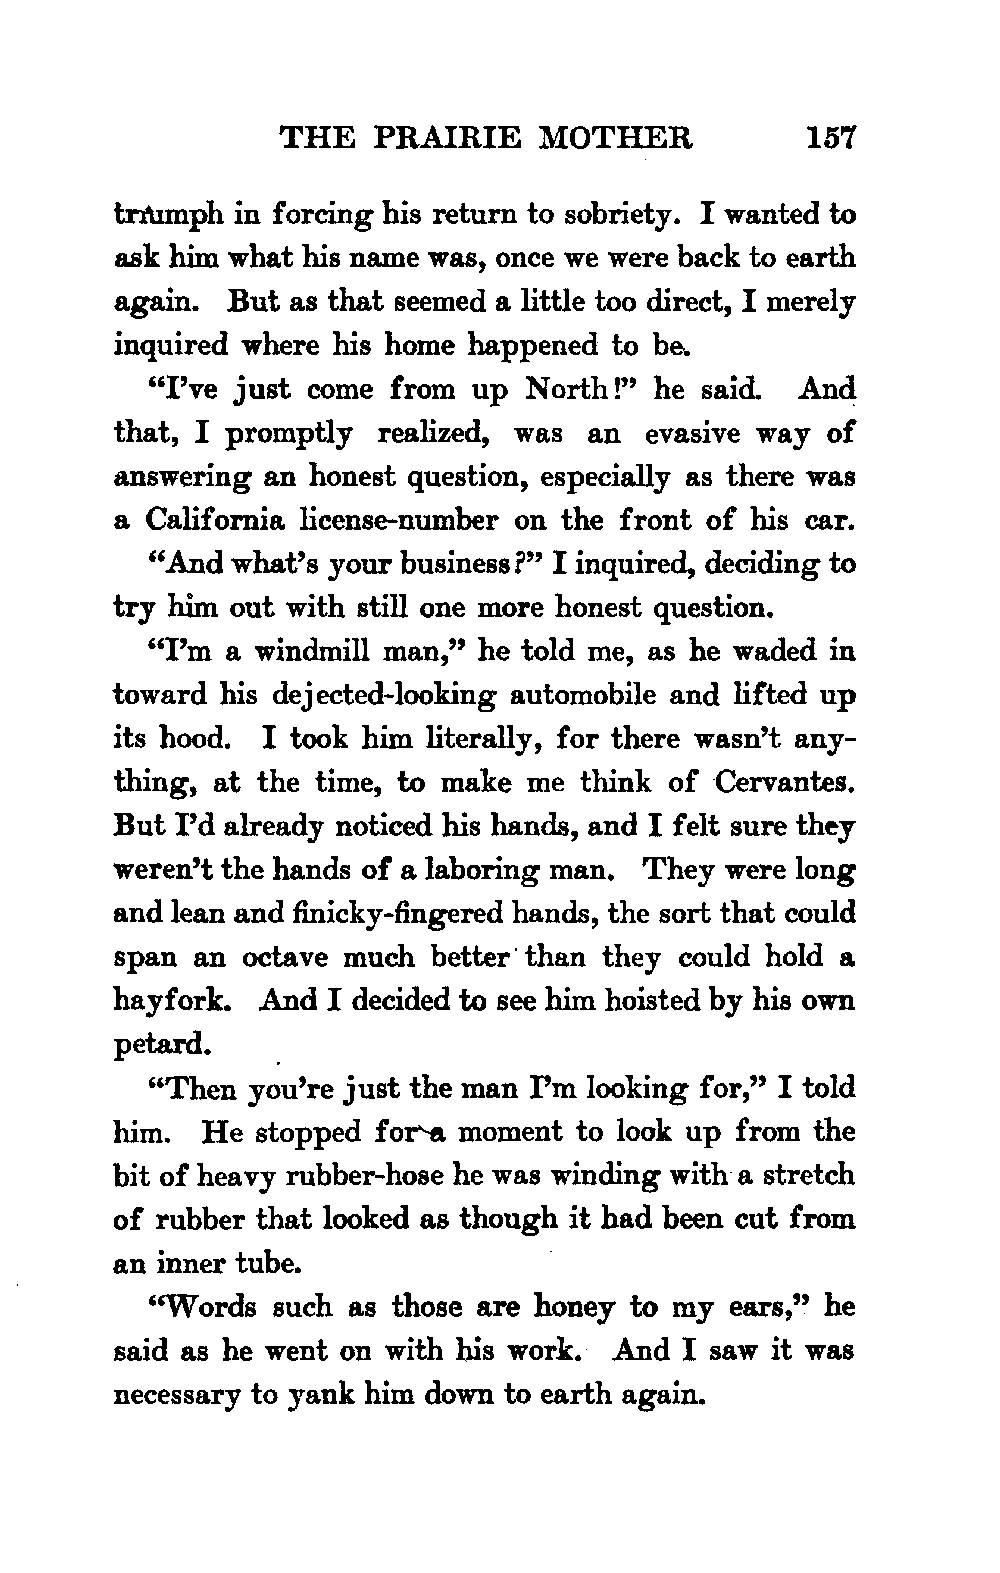 THE PRAIRIE MOTHER 157
triumph in forcing his return to sobriety. I wanted to
ask him what his name was, once we were back to earth
again. But as that seemed a little too direct, I merely
inquired where his home happened to be.
“I’ve just come from up North!” he said. And
that, I promptly realized, was an evasive way of
answering an honest question, especially as there was
a California license-number on the front of his car.
“And what’s your business?” I inquired, deciding to
try him out with still one more honest question.
“I’m a windmill man,” he told me, as he waded in
toward his dejected-looking automobile and lifted up
its hood. I took him literally, for there wasn’t any-
thing, at the time, to make me think of Cervantes.
But I’d already noticed his hands, and I felt sure they
weren’t the hands of a laboring man. They were long
and lean and finicky-fingered hands, the sort that could
span an octave much better than they could hold a
hayfork. And I decided to see him hoisted by his own
petard.
“Then you’re just the man I’m looking for,” I told
him. He stopped for a moment to look up from the
bit of heavy rubber-hose he was winding with a stretch
of rubber that looked as though it had been cut from
an inner tube.
“Words such as those are honey to my ears,” he
said as he went on with his work. And I saw it was
necessary to yank him down to earth again.